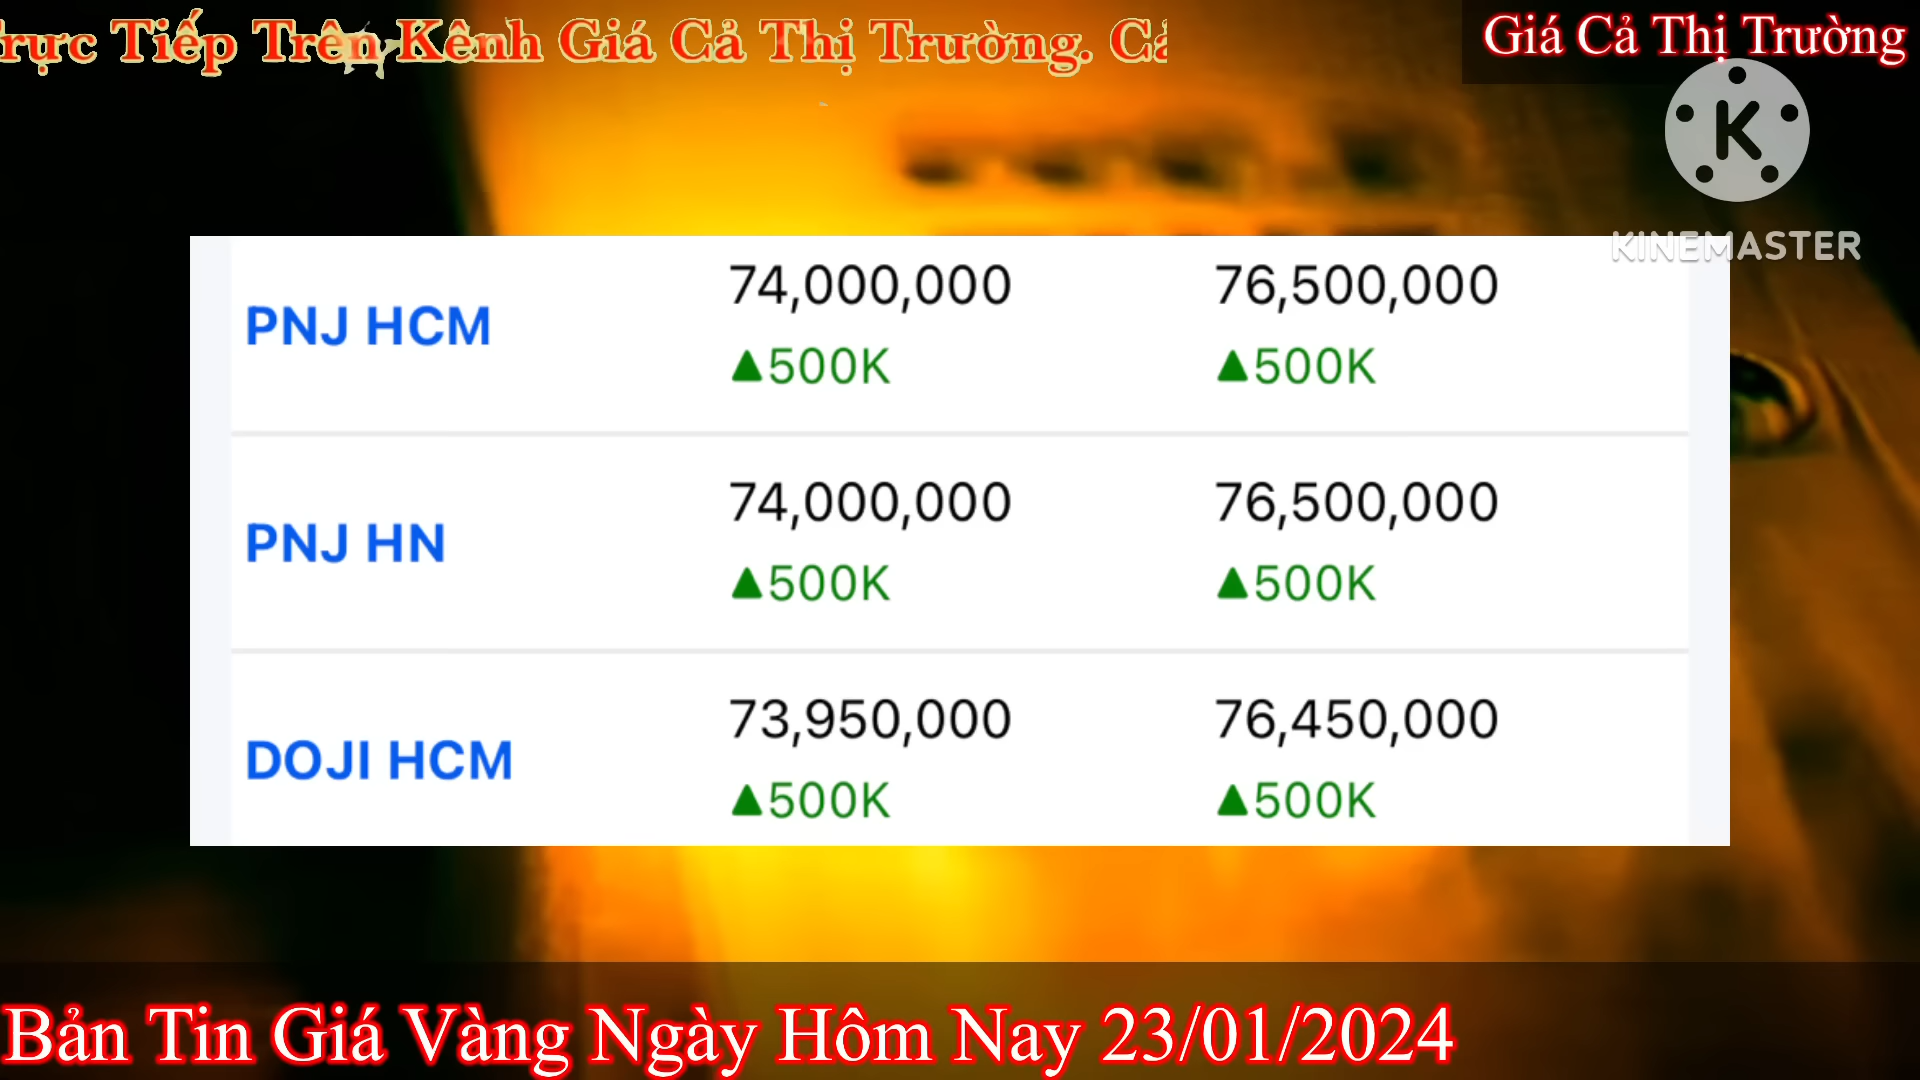 Tiếp Trên Kênh Giá Cả Thị Trường.
Giá Cả Thị Trường
K
KINEMASTER
74,000,000 76,500,000
PNJ HCM
▲500K ▲500K
74,000,000 76,500,000
PNJ HN
▲500K ▲500K
73,950,000 76,450,000
DOJI HCM
▲500K ▲500K
Bản Tin Giá Vàng Ngày Hôm Nay 23/01/2024